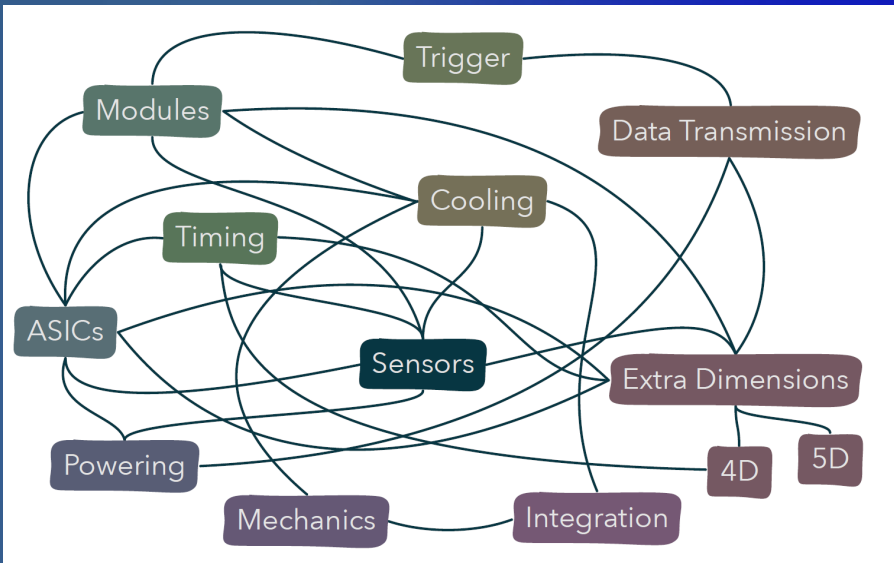 Trigger
Modules
Data Transmission
Cooling
Timing
ASICs
Sensors
Extra Dimensions
Powering
4D
5D
Mechanics
Integration